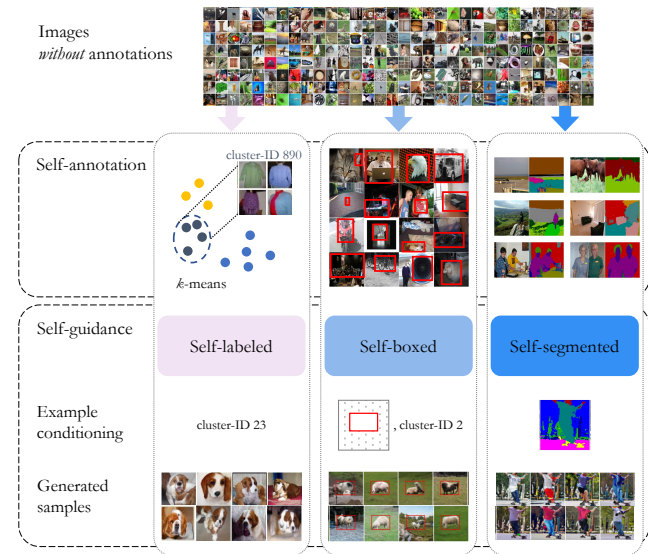 Images
without annotations
Self-annotation
cluster-ID 890
k-means
Self-guidance
Self-labeled
Self-boxed
Self-segmented
Example
conditioning
cluster-ID 23
, cluster-ID 2
Generated
samples